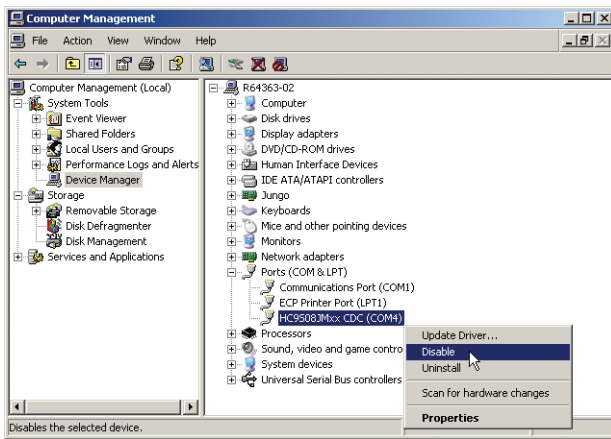 Computer Management
File Action View Window Help
Computer Management (Local)
System Tools
Event Viewer
Shared Folders
Local Users and Groups
Performance Logs and Alerts
Device Manager
Storage
Removable Storage
Disk Defragmenter
Disk Management
Services and Applications
R64363-02
Computer
Disk drives
Display adapters
DVD/CD-ROM drives
Human Interface Devices
IDE ATA/ATAPI controllers
Jungo
Keyboards
Mice and other pointing devices
Monitors
Network adapters
Ports (COM & LPT)
Communications Port (COM1)
ECP Printer Port (LPT1)
HC9S08JMxx CDC (COM4)
Processors
Sound, video and game contro
System devices
Universal Serial Bus controllers
Update Driver...
Disable
Uninstall
Scan for hardware changes
Properties
Disables the selected device.